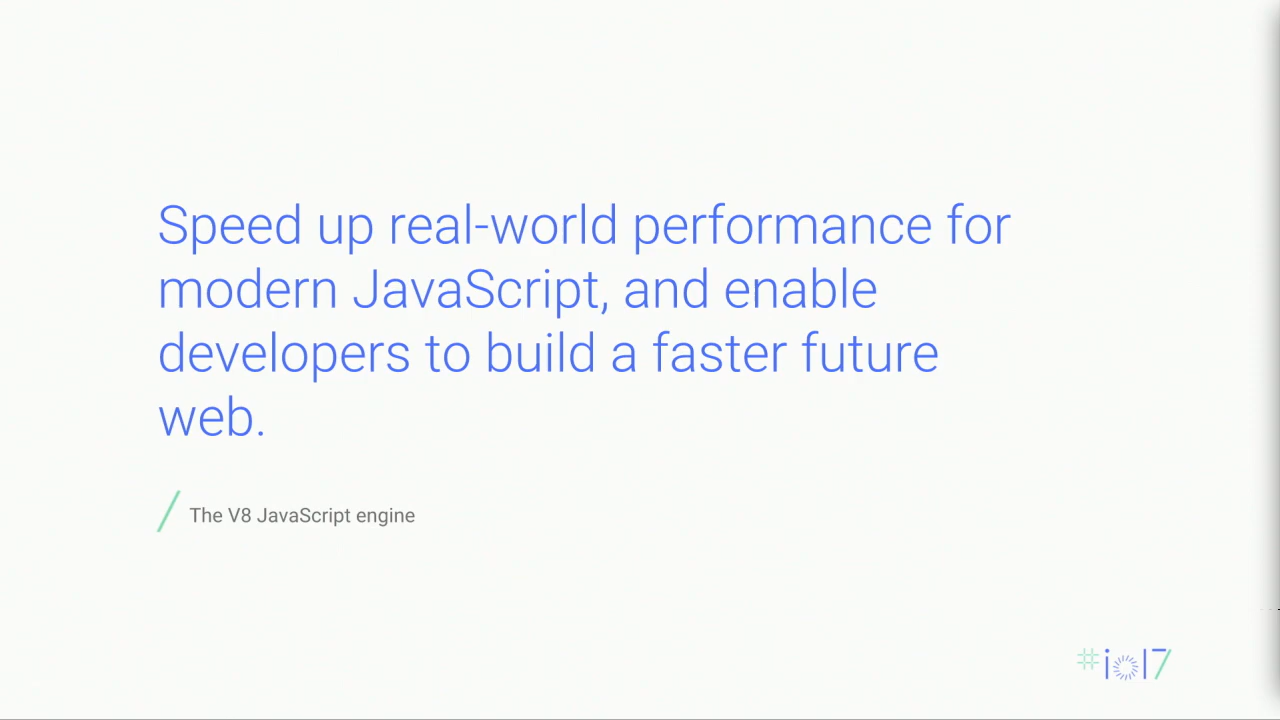 Speed up real-world performance for
modern JavaScript, and enable
developers to build a faster future
web.
The V8 JavaScript engine
#io17